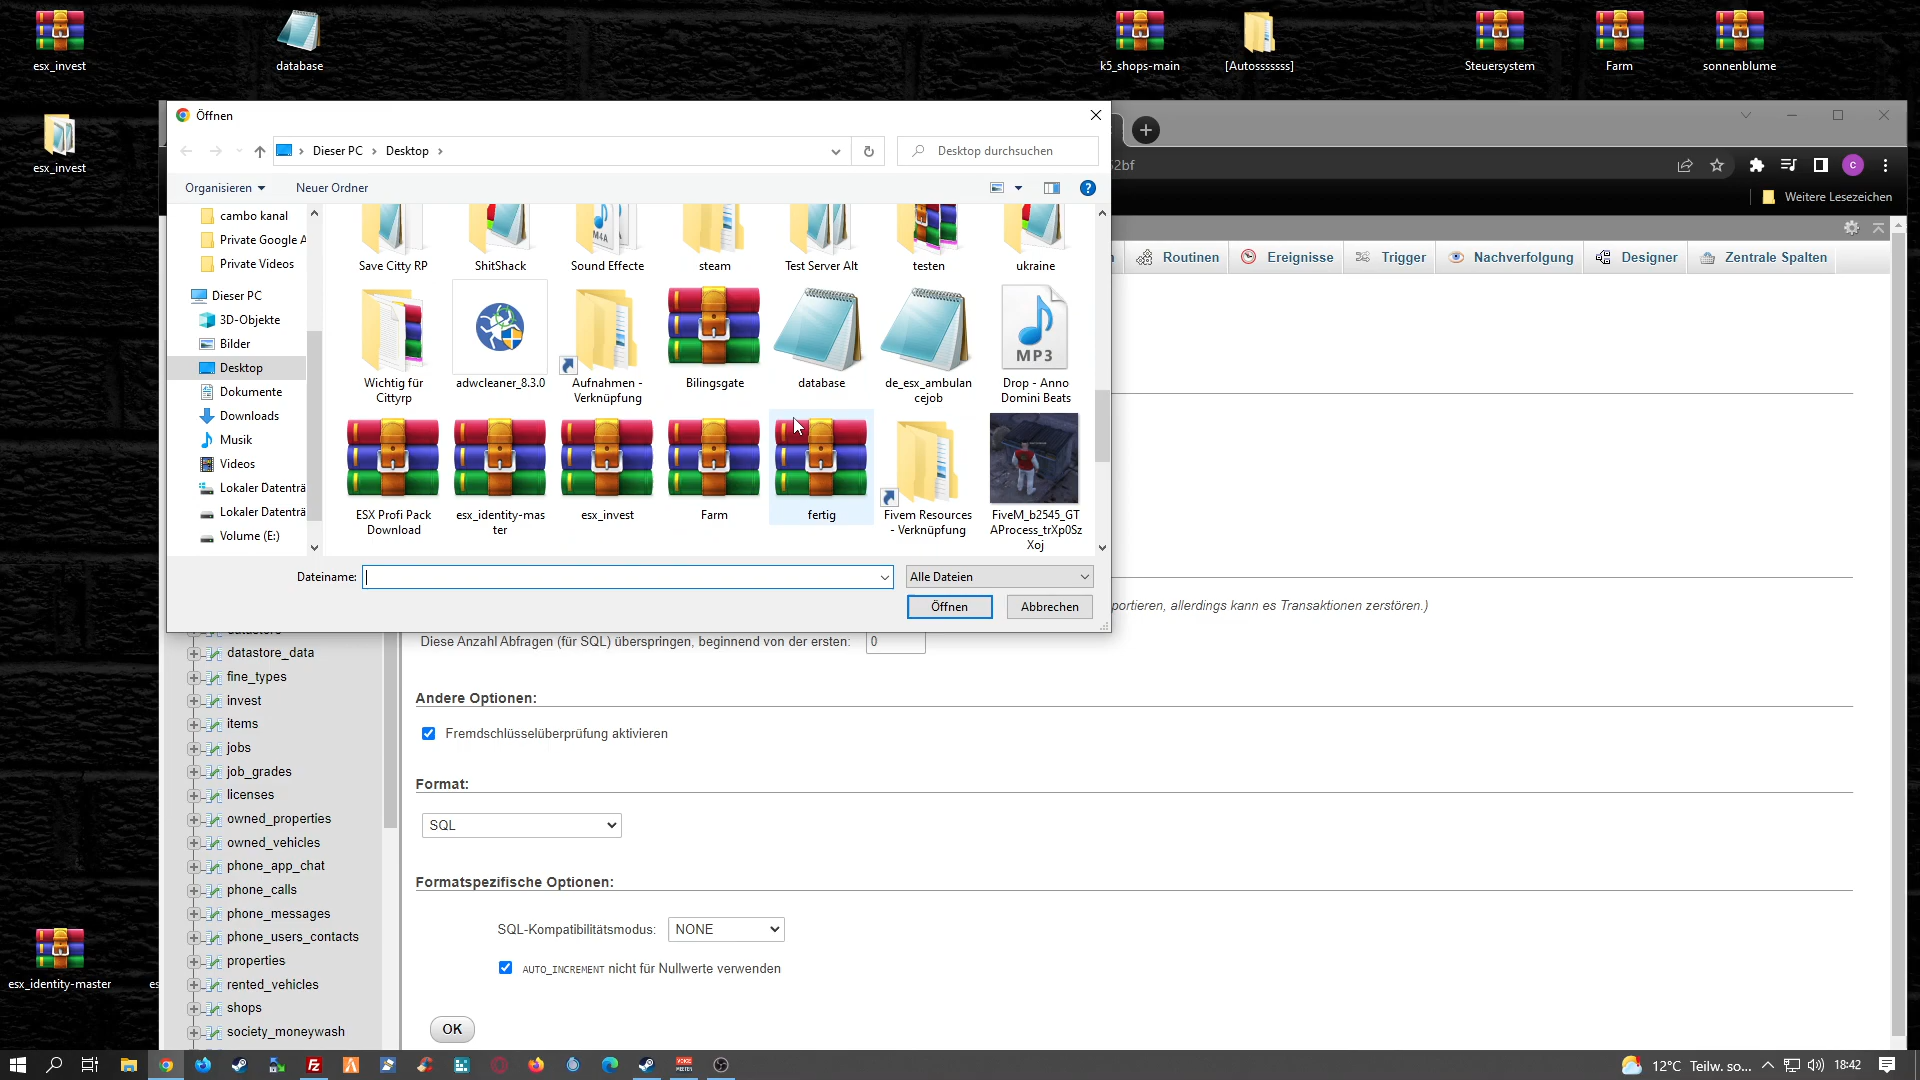 esx_invest
database
k5_shops-main
[Autosssssss]
Steuersystem
Farm
sonnenblume
esx_invest
Öffnen
Dieser PC
Desktop
Desktop durchsuchen
2bf
Organisieren
Neuer Ordner
Weitere Lesezeichen
cambo kanal
Private Google A
Private Videos
Dieser PC
3D-Objekte
Bilder
Desktop
Dokumente
Downloads
Musik
Videos
Lokaler Datenträ
Lokaler Datenträ
Volume (E:)
Save Citty RP
ShitShack
Sound Effecte
steam
Test Server Alt
testen
ukraine
M4A
MP3
Wichtig für
Cittyrp
adwcleaner_8.3.0
Aufnahmen -
Verknüpfung
Bilingsgate
database
de_esx_ambulan
cejob
Drop - Anno
Domini Beats
ESX Profi Pack
Download
esx_identity-mas
ter
esx_invest
Farm
fertig
Fivem Resources
- Verknüpfung
FiveM_b2545_GT
AProcess_trXp0Sz
Xoj
Dateiname:
Alle Dateien
Öffnen
Abbrechen
Routinen
Ereignisse
Trigger
Nachverfolgung
Designer
Zentrale Spalten
portieren, allerdings kann es Transaktionen zerstören.)
Diese Anzahl Abfragen (für SQL) überspringen, beginnend von der ersten: 0
Andere Optionen:
Fremdschlüsselüberprüfung aktivieren
Format:
SQL
Formatspezifische Optionen:
SQL-Kompatibilitätsmodus: NONE
AUTO_INCREMENT nicht für Nullwerte verwenden
OK
datastore_data
fine_types
invest
items
jobs
job_grades
licenses
owned_properties
owned_vehicles
phone_app_chat
phone_calls
phone_messages
phone_users_contacts
properties
rented_vehicles
shops
society_moneywash
esx_identity-master
es
12°C Teilw. so...
18:42